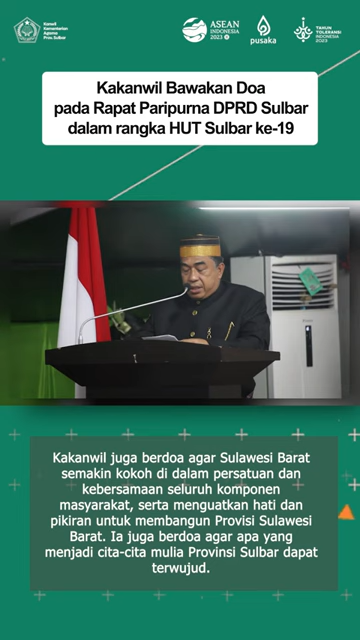 Kanwil
Kementerian
Agama
Prov. Sulbar
ASEAN
INDONESIA
2023
pusaka
TAHUN
TOLERANSI
INDONESIA
2023
Kakanwil Bawakan Doa
pada Rapat Paripurna DPRD Sulbar
dalam rangka HUT Sulbar ke-19
Kakanwil juga berdoa agar Sulawesi Barat
semakin kokoh di dalam persatuan dan
kebersamaan seluruh komponen
masyarakat, serta menguatkan hati dan
pikiran untuk membangun Provisi Sulawesi
Barat. Ia juga berdoa agar apa yang
menjadi cita-cita mulia Provinsi Sulbar dapat
terwujud.